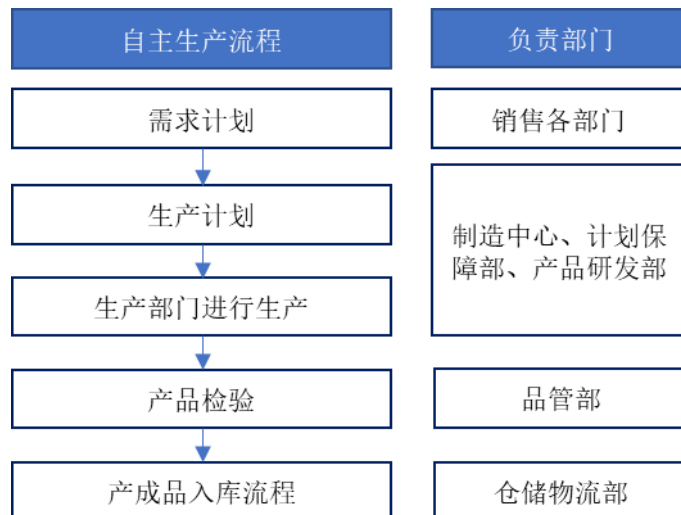 自主生产流程
负责部门
需求计划
销售各部门
生产计划
制造中心、计划保
障部、产品研发部
生产部门进行生产
产品检验
品管部
产成品入库流程
仓储物流部